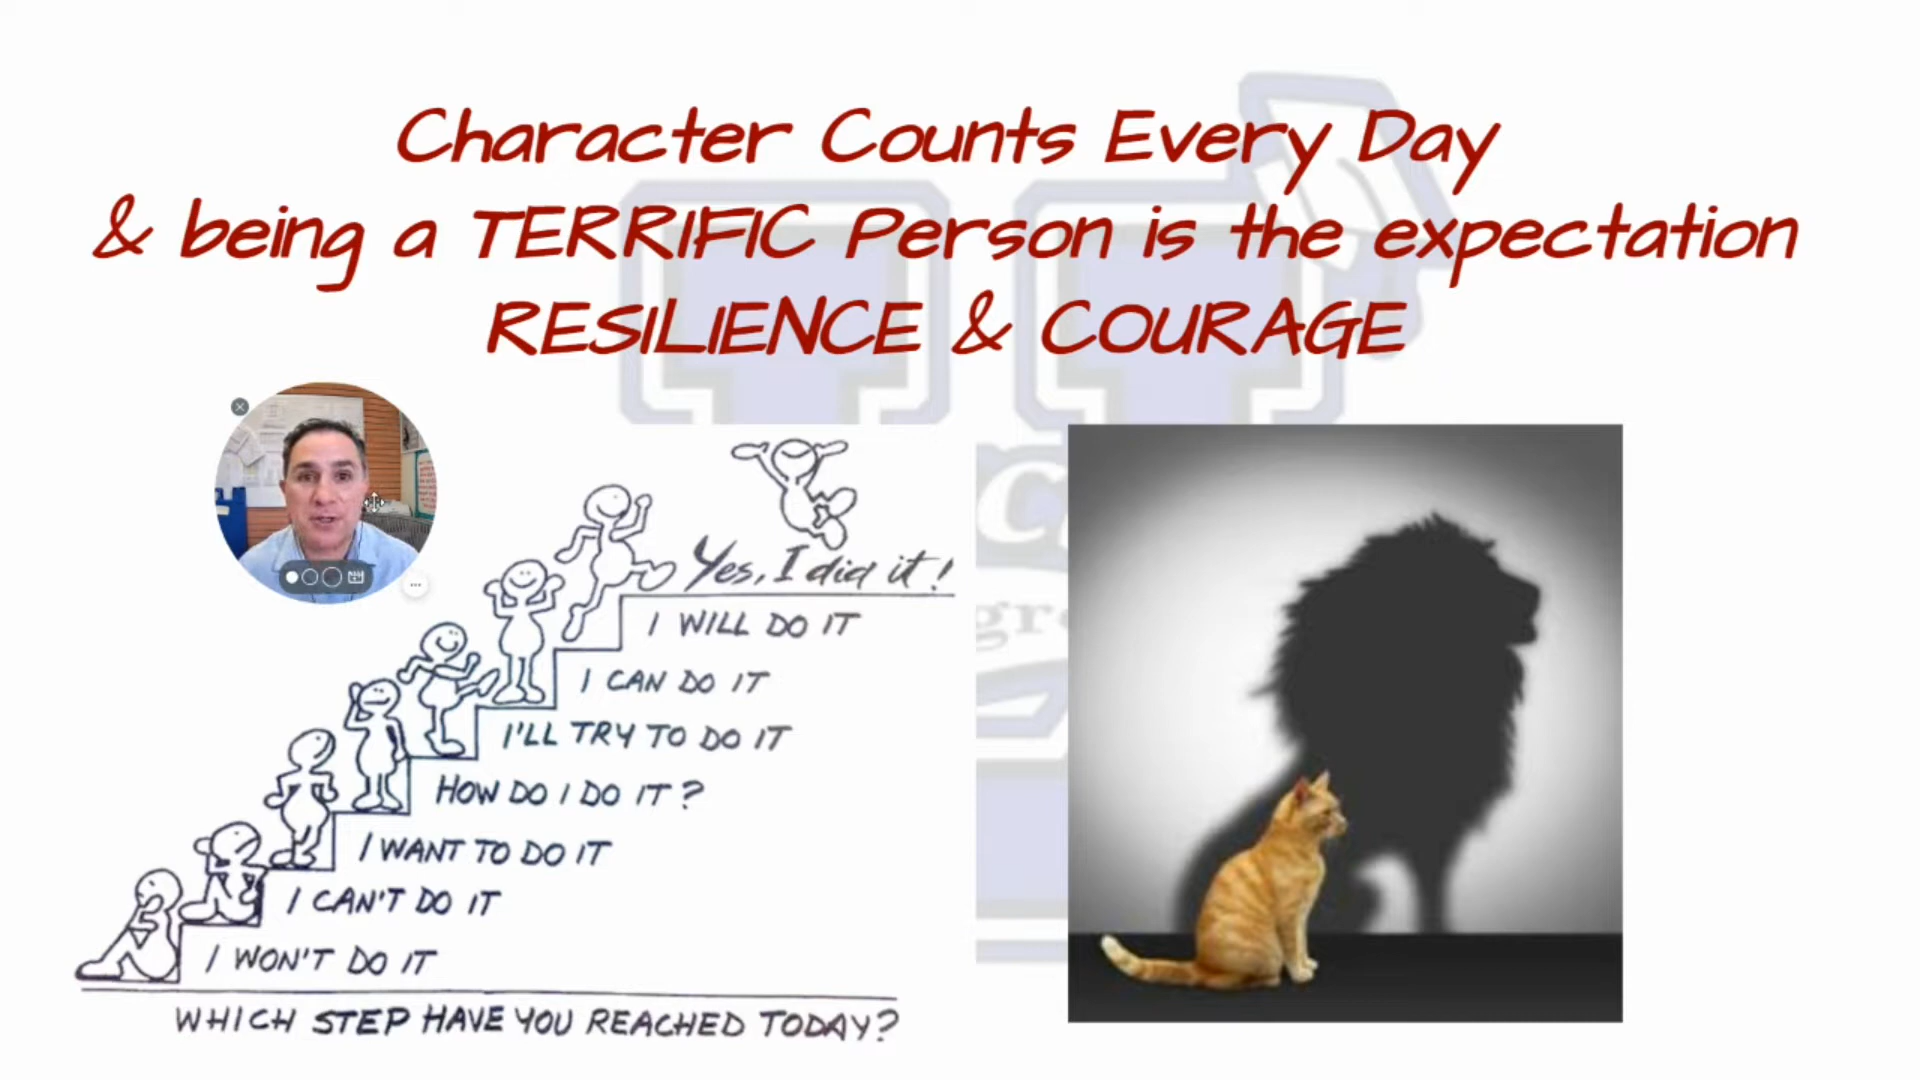 Character Counts Every Day
& being a TERRIFIC Person is the expectation
RESILIENCE & COURAGE
Yes, I did it!
I WILL DO IT
I CAN DO IT
I'LL TRY TO DO IT
HOW DO I DO IT?
I WANT TO DO IT
I CAN'T DO IT
I WON'T DO IT
WHICH STEP HAVE YOU REACHED TODAY?